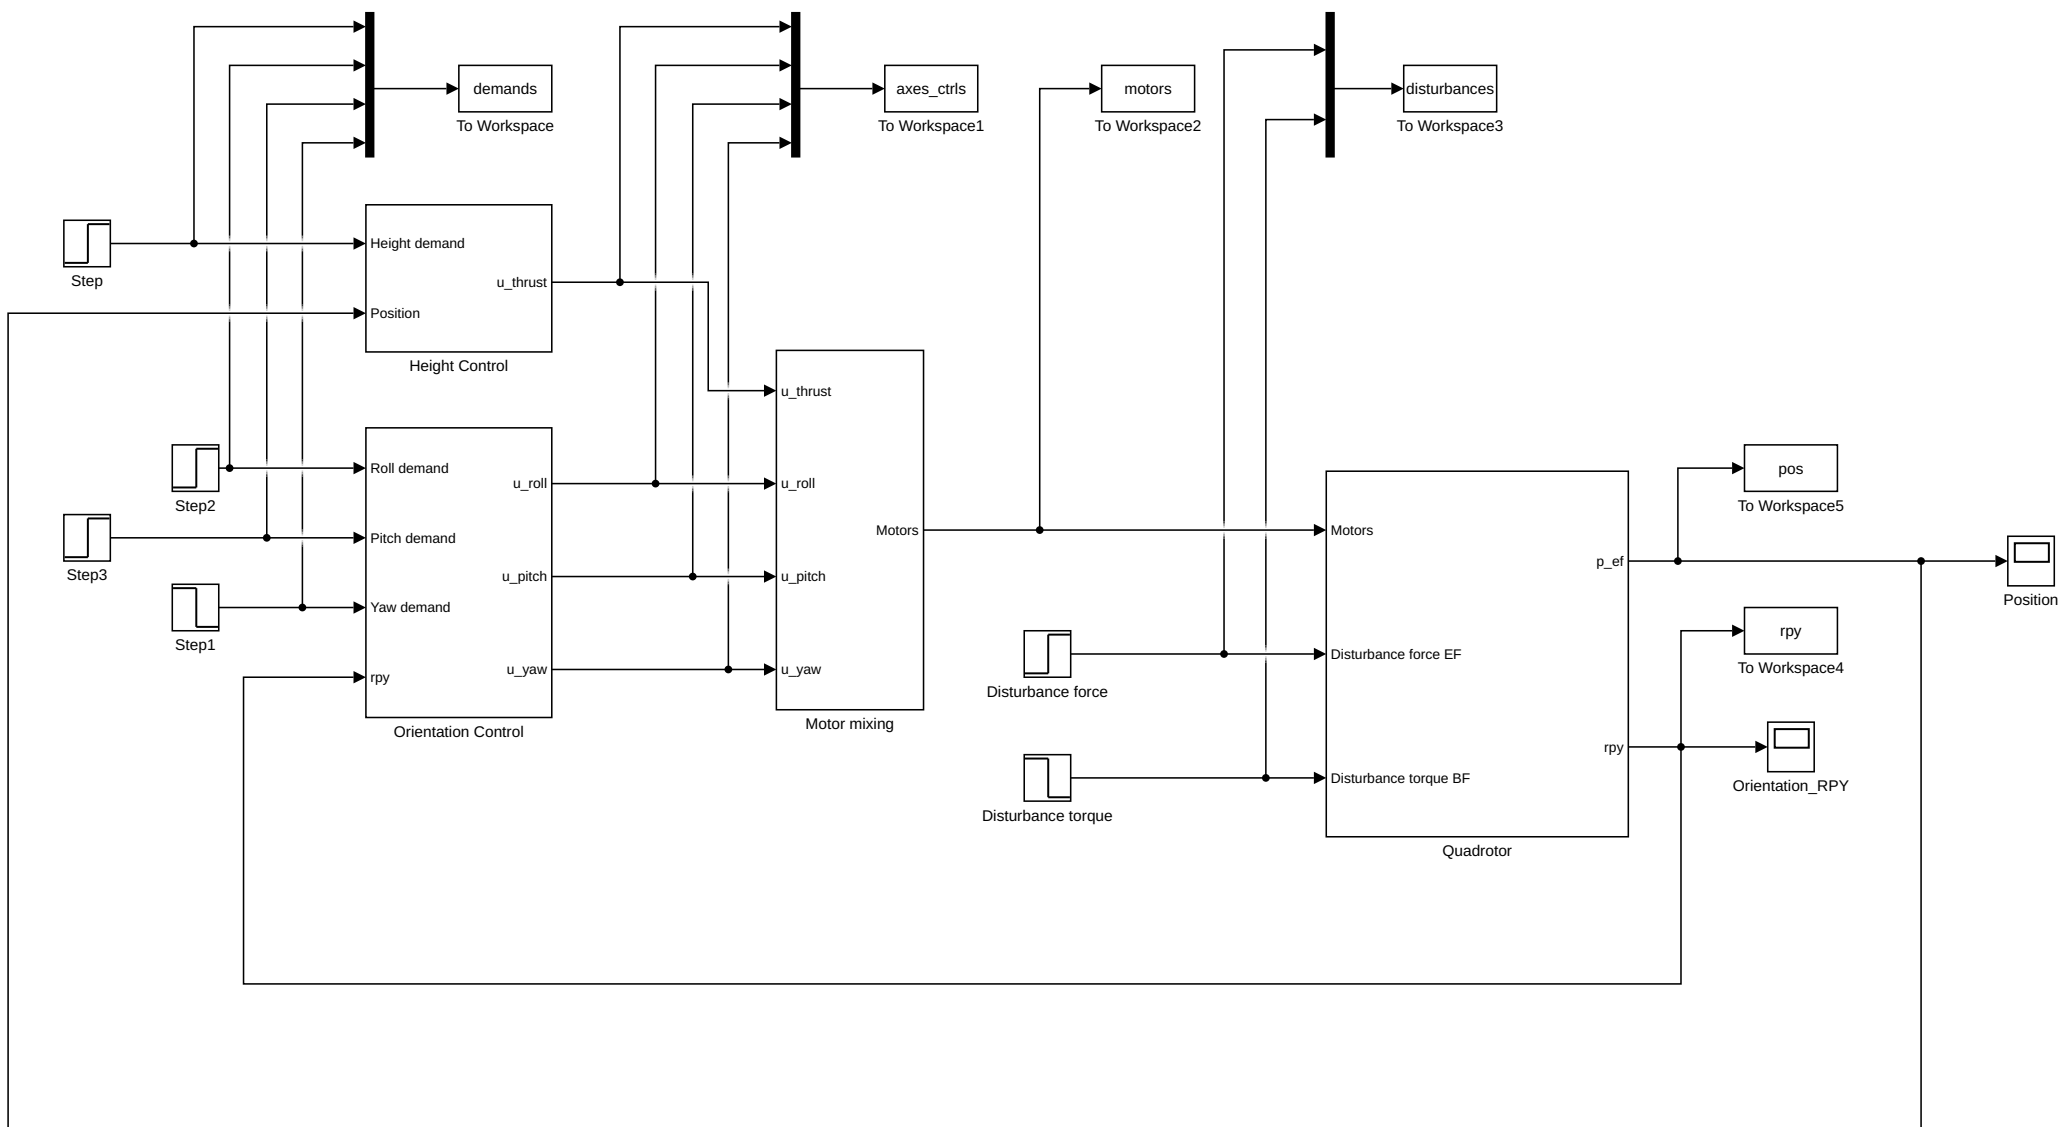 demands
To Workspace
axes_ctrls
To Workspace1
motors
To Workspace2
disturbances
To Workspace3
Step
Height demand
u_thrust
Position
Height Control
Step2
Roll demand
u_roll
Step3
Pitch demand
u_pitch
Step1
Yaw demand
u_yaw
rpy
Orientation Control
u_thrust
u_roll
Motors
u_pitch
u_yaw
Motor mixing
Disturbance force
Disturbance torque
Motors
p_ef
Disturbance force EF
rpy
Disturbance torque BF
Quadrotor
pos
To Workspace5
Position
rpy
To Workspace4
Orientation_RPY